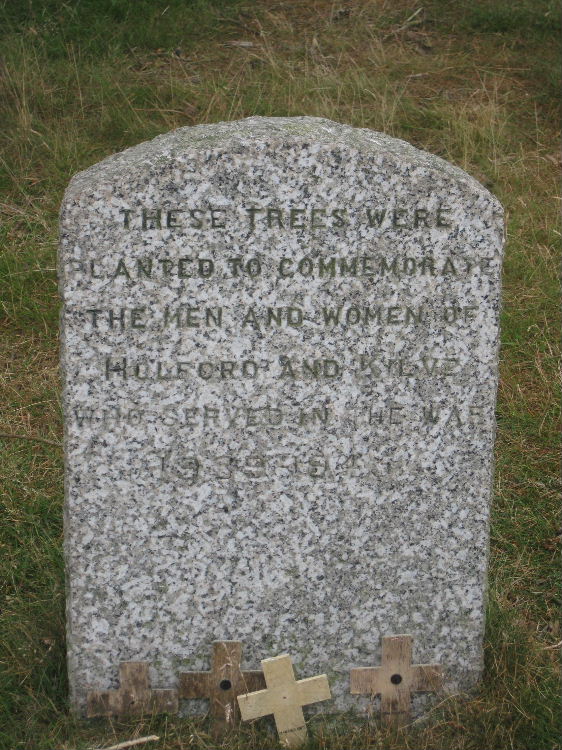 THESE TREES WERE
PLANTED TO COMMEMORATE
THE MEN AND WOMEN OF
HOLFORD AND KILVE
WHO SERVED IN THE WAR